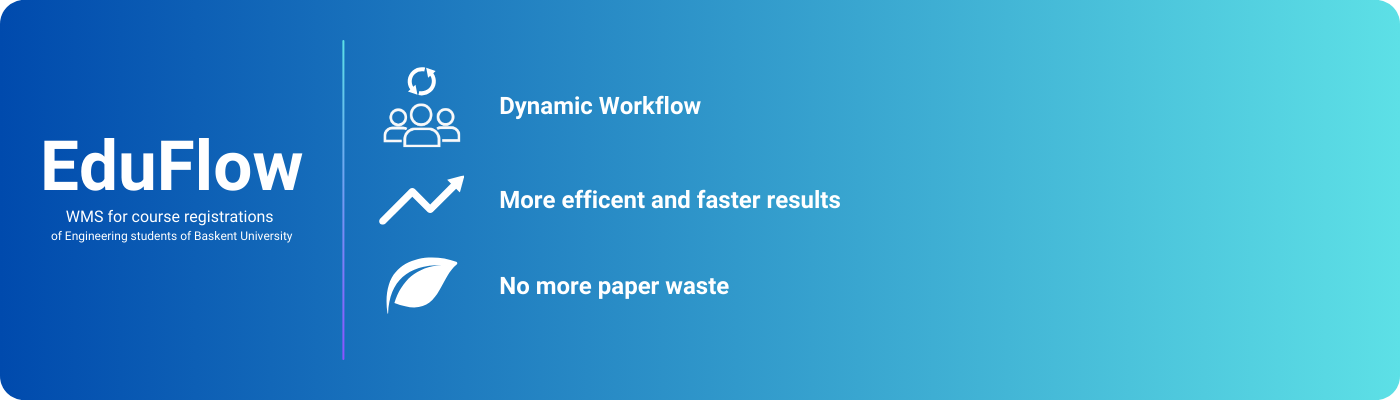 EduFlow
WMS for course registrations
of Engineering students of Baskent University
Dynamic Workflow
More efficent and faster results
No more paper waste